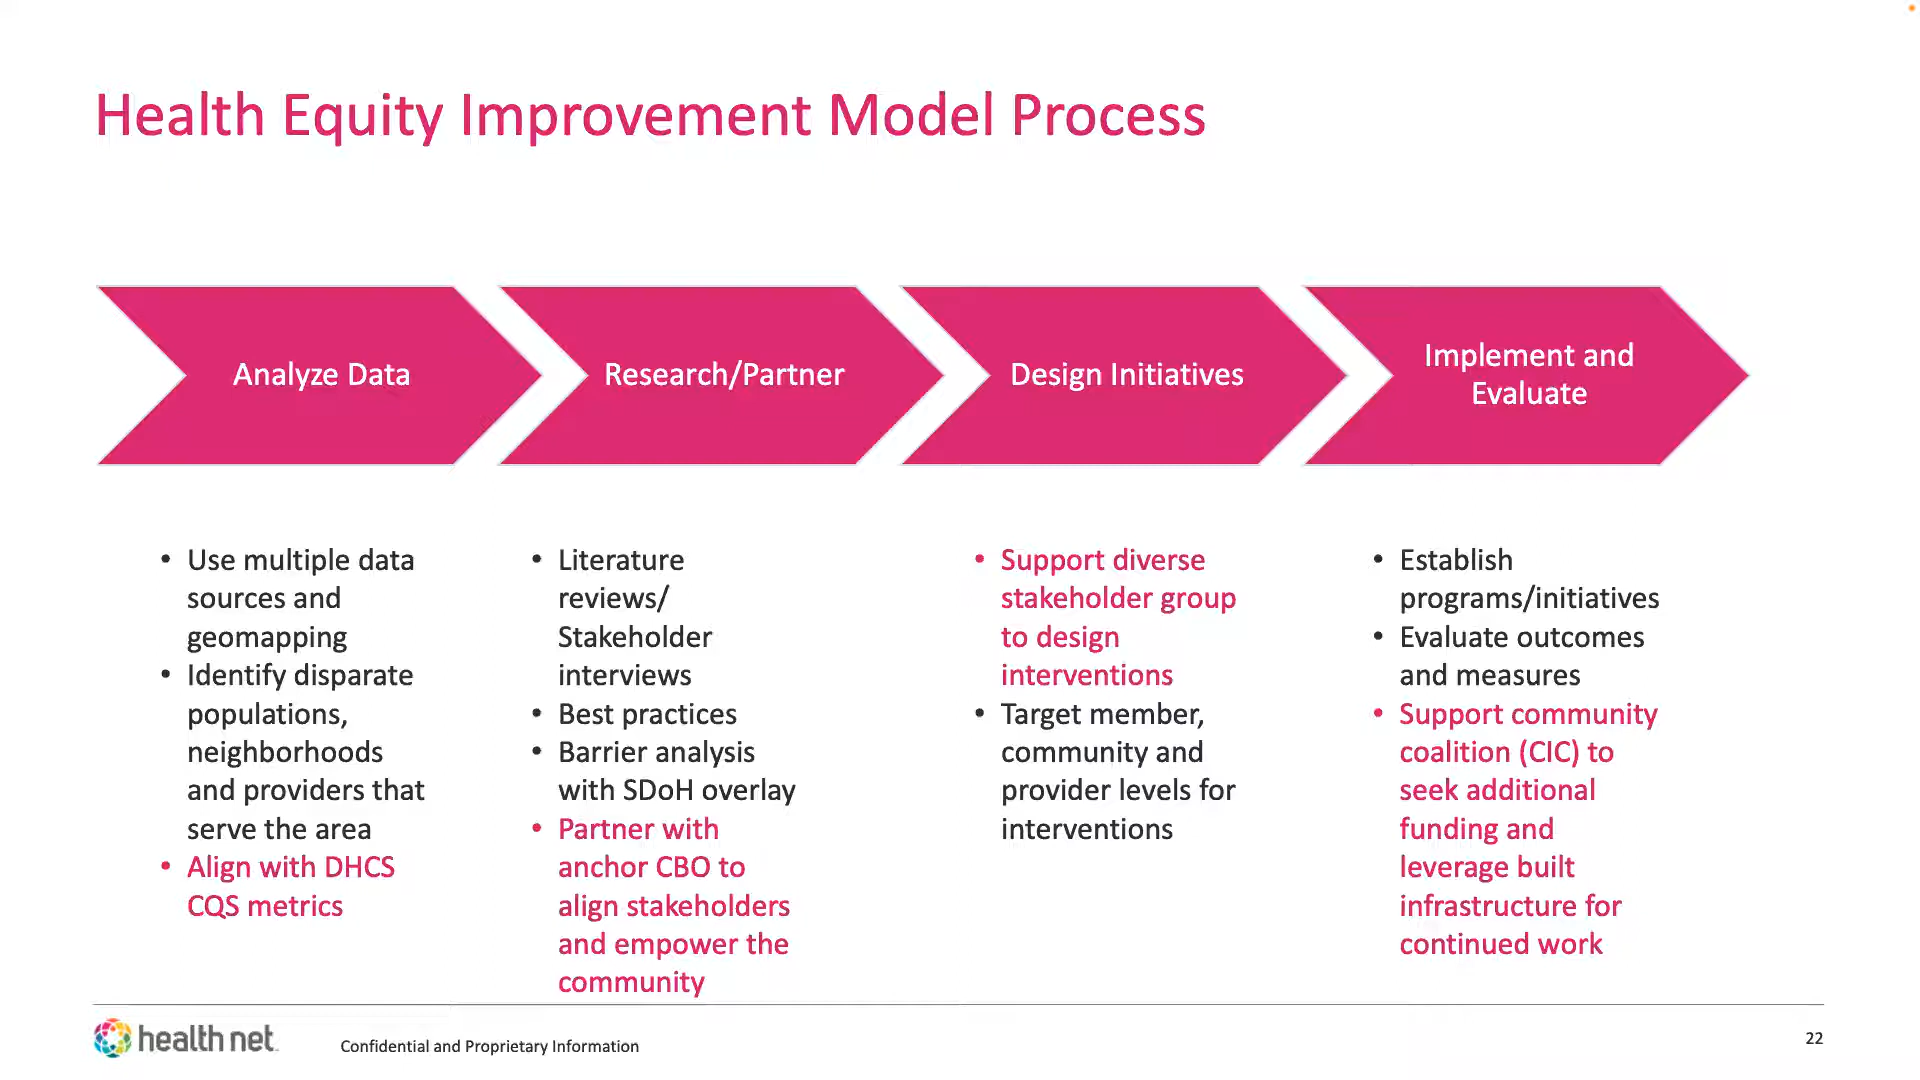 Health Equity Improvement Model Process
Analyze Data
Research/Partner
Design Initiatives
Implement and
Evaluate
• Use multiple data
sources and
geomapping
• Identify disparate
populations,
neighborhoods
and providers that
serve the area
• Align with DHCS
CQS metrics
• Literature
reviews/
Stakeholder
interviews
• Best practices
• Barrier analysis
with SDoH overlay
• Partner with
anchor CBO to
align stakeholders
and empower the
community
• Support diverse
stakeholder group
to design
interventions
• Target member,
community and
provider levels for
interventions
• Establish
programs/initiatives
• Evaluate outcomes
and measures
• Support community
coalition (CIC) to
seek additional
funding and
leverage built
infrastructure for
continued work
health net
Confidential and Proprietary Information
22